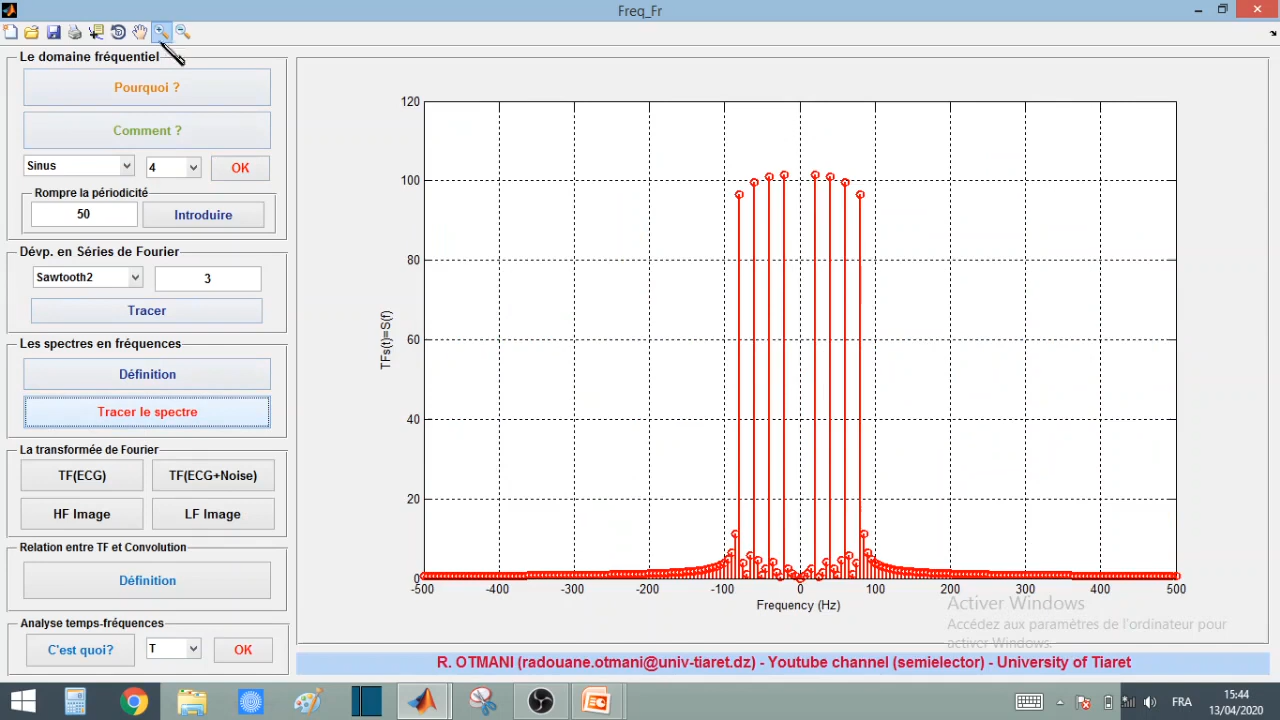 Freq_Fr
Le domaine fréquentiel
Pourquoi ?
Comment ?
Sinus 4 OK
Rompre la périodicité
50 Introduire
Dévp. en Séries de Fourier
Sawtooth2 3
Tracer
Les spectres en fréquences
Définition
Tracer le spectre
La transformée de Fourier
TF(ECG) TF(ECG+Noise)
HF Image LF Image
Relation entre TF et Convolution
Définition
Analyse temps-fréquences
C'est quoi? T OK
120
100
80
60
40
20
0
-500 -400 -300 -200 -100 0 100 200 300 400 500
TFs(t)=S(f)
Frequency (Hz)
Activer Windows
Accédez aux paramètres de l'ordinateur pour
activer Windows.
R. OTMANI (radouane.otmani@univ-tiaret.dz) - Youtube channel (semielector) - University of Tiaret
FRA
15:44
13/04/2020